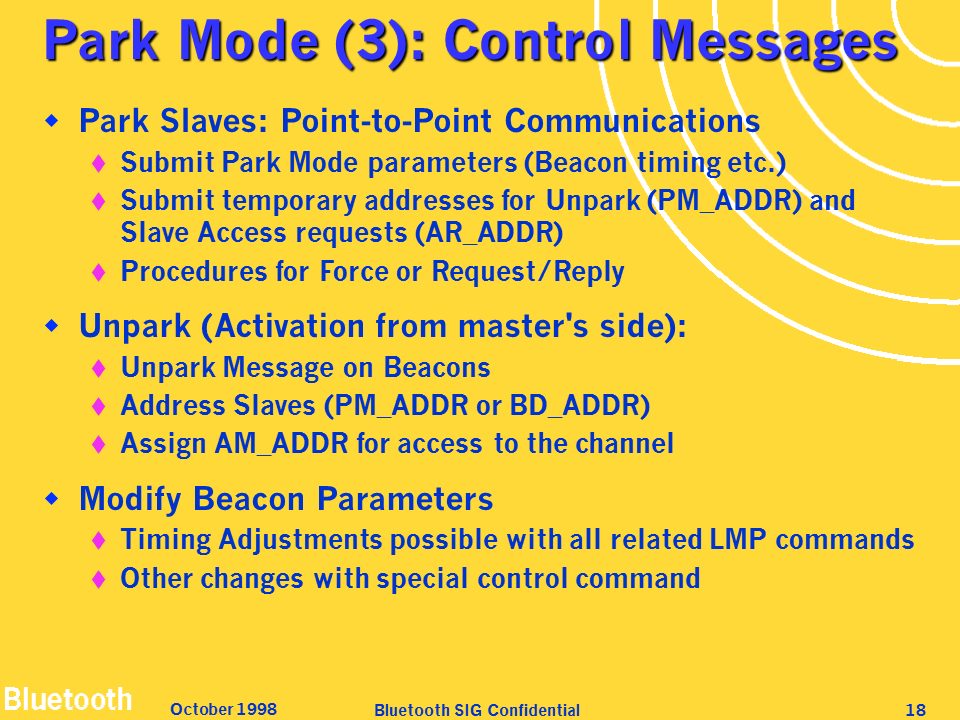 Park Mode (3): Control Messages
Park Slaves: Point-to-Point Communications
Submit Park Mode parameters (Beacon timing etc.)
Submit temporary addresses for Unpark (PM_ADDR) and
Slave Access requests (AR_ADDR)
Procedures for Force or Request/Reply
Unpark (Activation from master's side):
Unpark Message on Beacons
Address Slaves (PM_ADDR or BD_ADDR)
Assign AM_ADDR for access to the channel
Modify Beacon Parameters
Timing Adjustments possible with all related LMP commands
Other changes with special control command
Bluetooth October 1998 Bluetooth SIG Confidential 18